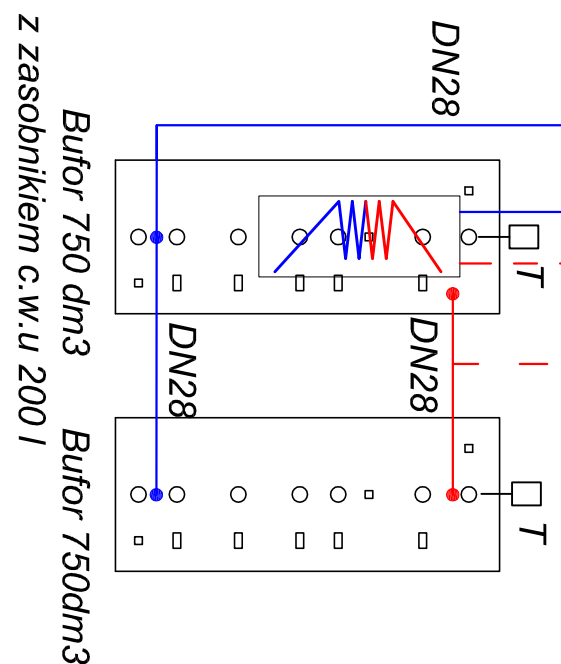 DN28
Bufor 750 dm3
z zasobnikiem c.w.u 200 l
T
DN28
DN28
Bufor 750dm3
T